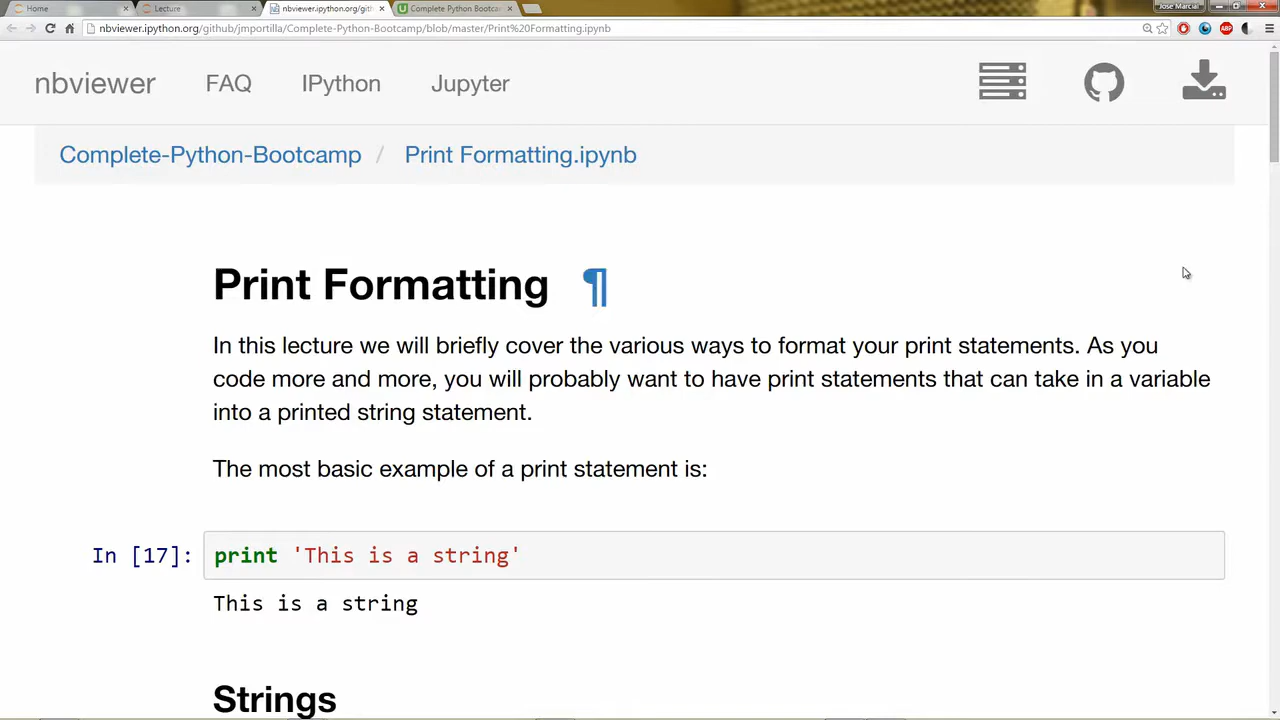 Home
Lecture
nbviewer.ipython.org/gith
Complete Python Bootcam
Jose Marcial
nbviewer.ipython.org/github/jmportilla/Complete-Python-Bootcamp/blob/master/Print%20Formatting.ipynb
ABP
nbviewer FAQ IPython Jupyter
Complete-Python-Bootcamp / Print Formatting.ipynb
Print Formatting ¶
In this lecture we will briefly cover the various ways to format your print statements. As you
code more and more, you will probably want to have print statements that can take in a variable
into a printed string statement.
The most basic example of a print statement is:
In [17]: print 'This is a string'
This is a string
Strings